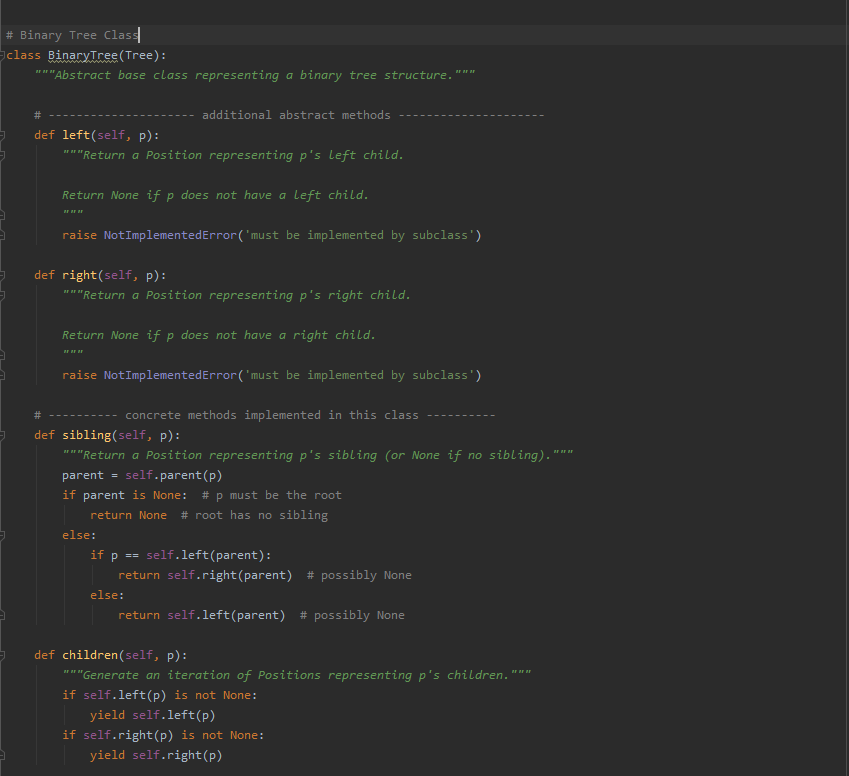 # Binary Tree Class
class BinaryTree(Tree):
    """Abstract base class representing a binary tree structure."""

    # --------------------- additional abstract methods ---------------------
    def left(self, p):
        """Return a Position representing p's left child.

        Return None if p does not have a left child.
        """
        raise NotImplementedError('must be implemented by subclass')

    def right(self, p):
        """Return a Position representing p's right child.

        Return None if p does not have a right child.
        """
        raise NotImplementedError('must be implemented by subclass')

    # ---------- concrete methods implemented in this class ----------
    def sibling(self, p):
        """Return a Position representing p's sibling (or None if no sibling)."""
        parent = self.parent(p)
        if parent is None:  # p must be the root
            return None  # root has no sibling
        else:
            if p == self.left(parent):
                return self.right(parent)  # possibly None
            else:
                return self.left(parent)  # possibly None

    def children(self, p):
        """Generate an iteration of Positions representing p's children."""
        if self.left(p) is not None:
            yield self.left(p)
        if self.right(p) is not None:
            yield self.right(p)